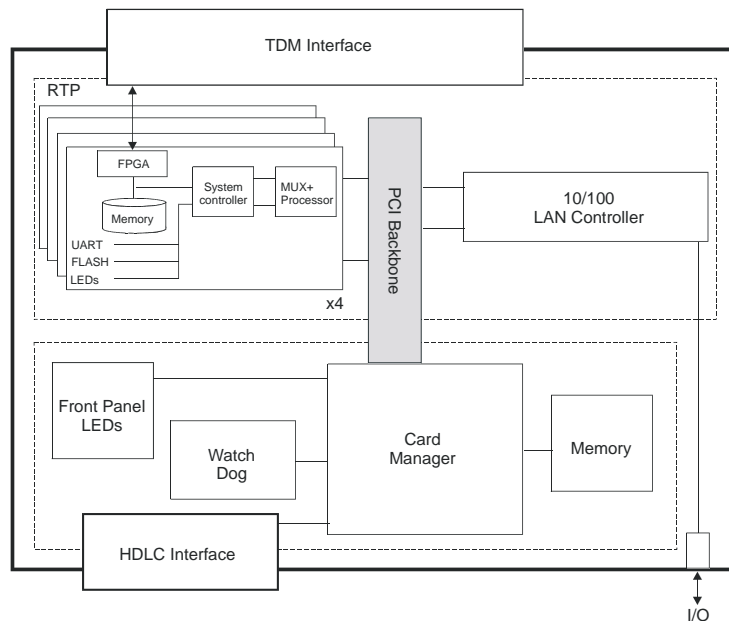 TDM Interface
RTP
FPGA
Memory
System
controller
MUX+
Processor
UART
FLASH
LEDs
x4
PCI Backbone
10/100
LAN Controller
Front Panel
LEDs
Watch
Dog
Card
Manager
Memory
HDLC Interface
I/O